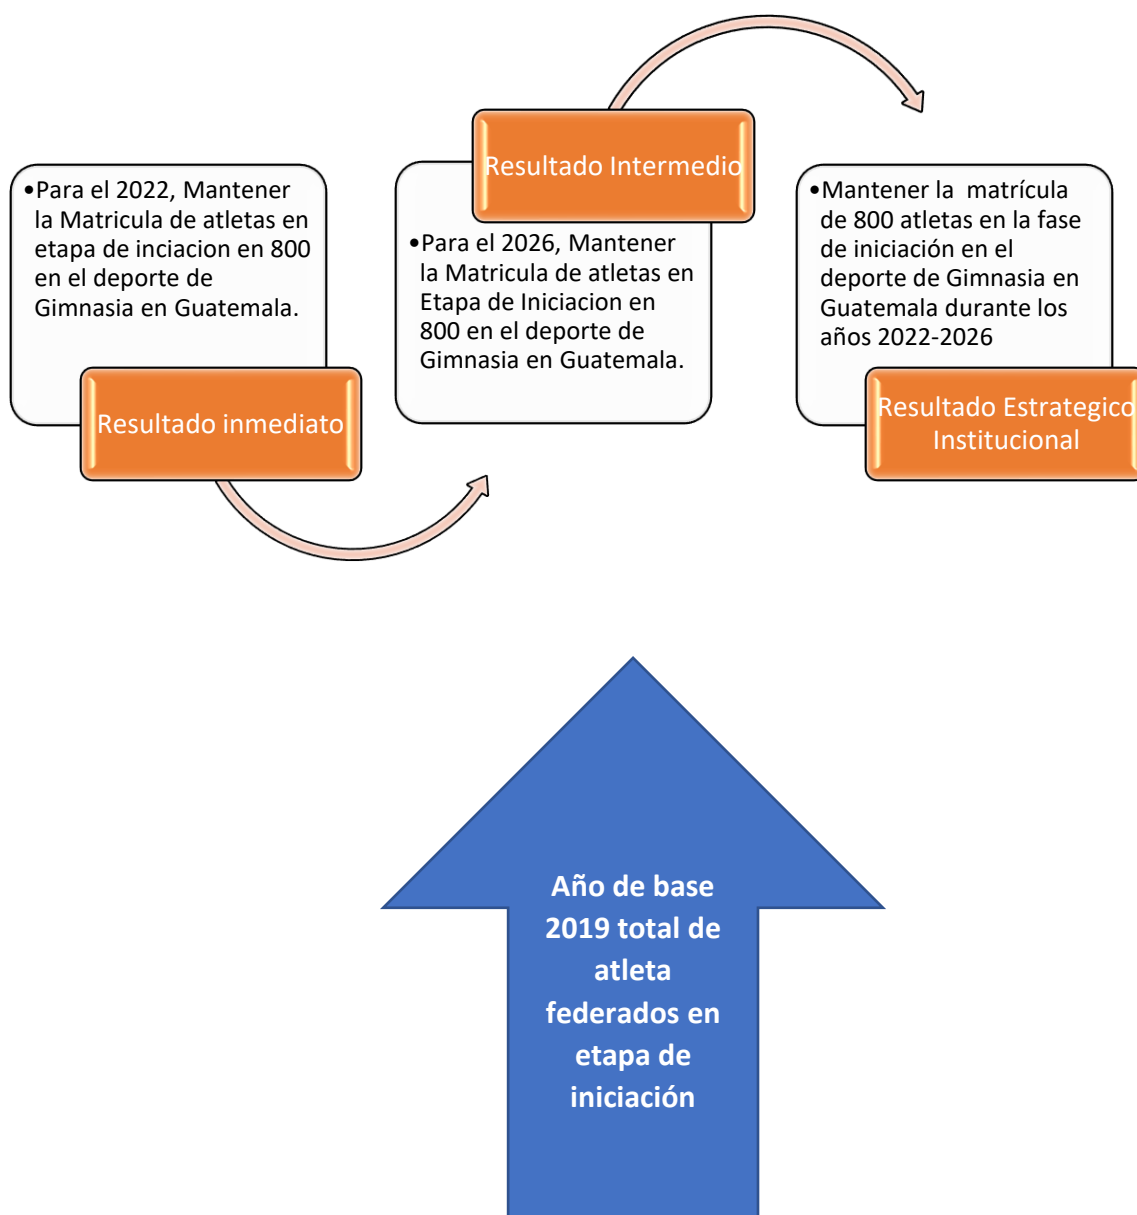 •Para el 2022, Mantener
la Matricula de atletas en
etapa de inciacion en 800
en el deporte de
Gimnasia en Guatemala.
Resultado inmediato
Resultado Intermedio
•Para el 2026, Mantener
la Matricula de atletas en
Etapa de Iniciacion en
800 en el deporte de
Gimnasia en Guatemala.
•Mantener la matrícula
de 800 atletas en la fase
de iniciación en el
deporte de Gimnasia en
Guatemala durante los
años 2022-2026
Resultado Estrategico
Institucional
Año de base
2019 total de
atleta
federados en
etapa de
iniciación